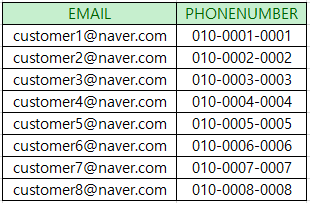 EMAIL PHONENUMBER
customer1@naver.com 010-0001-0001
customer2@naver.com 010-0002-0002
customer3@naver.com 010-0003-0003
customer4@naver.com 010-0004-0004
customer5@naver.com 010-0005-0005
customer6@naver.com 010-0006-0006
customer7@naver.com 010-0007-0007
customer8@naver.com 010-0008-0008